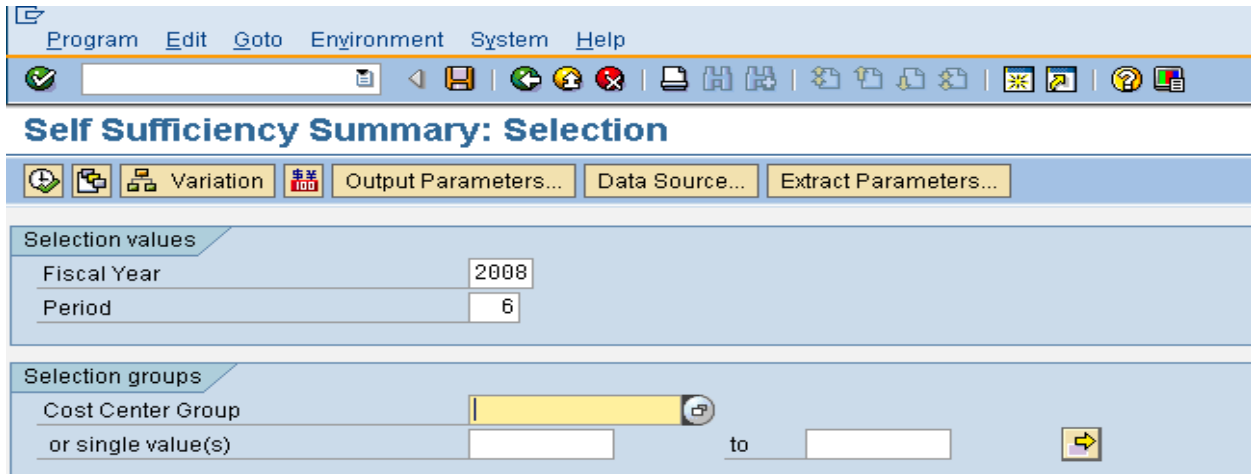 Program Edit Goto Environment System Help
Self Sufficiency Summary: Selection
Variation Output Parameters... Data Source... Extract Parameters...
Selection values
Fiscal Year 2008
Period 6
Selection groups
Cost Center Group
or single value(s) to